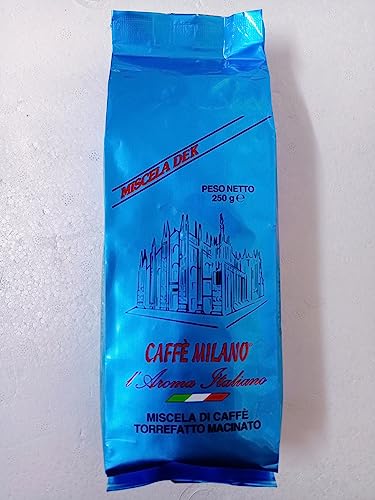 MISCELA DEK
PESO NETTO
250 g ℮
CAFFÈ MILANO
l'Aroma Italiano
MISCELA DI CAFFÈ
TORREFATTO MACINATO